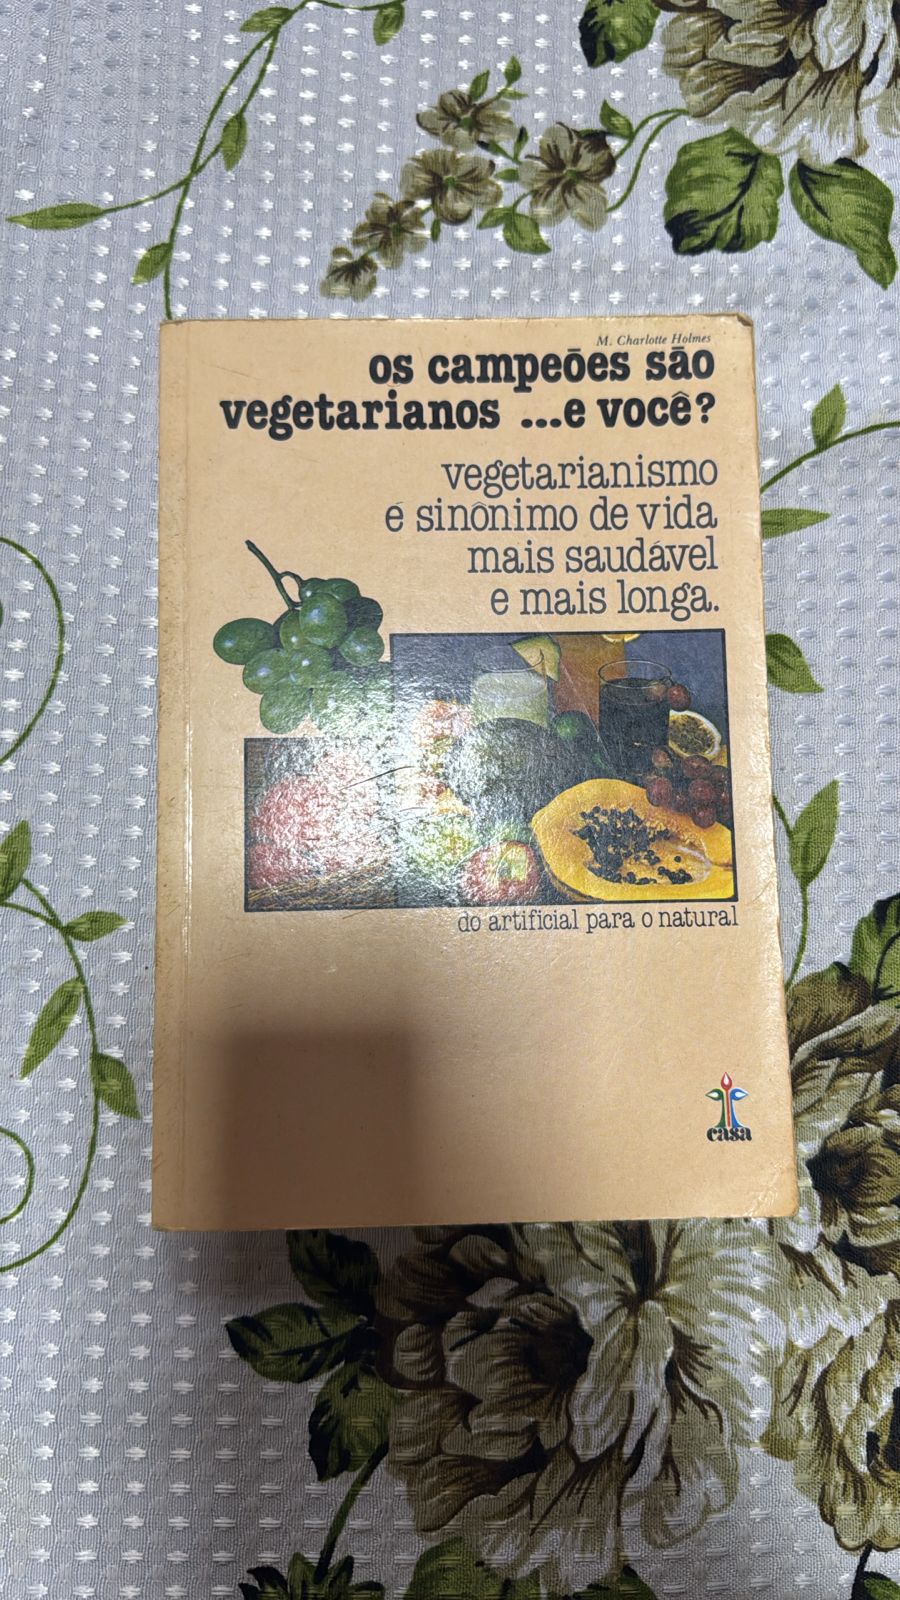 M. Charlotte Holmes
os campeões são
vegetarianos ...e você?
vegetarianismo
é sinônimo de vida
mais saudável
e mais longa.
do artificial para o natural
casa